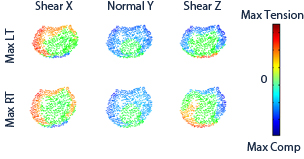 Shear X Normal Y Shear Z
Max Tension
Max LT
0
Max RT
Max Comp